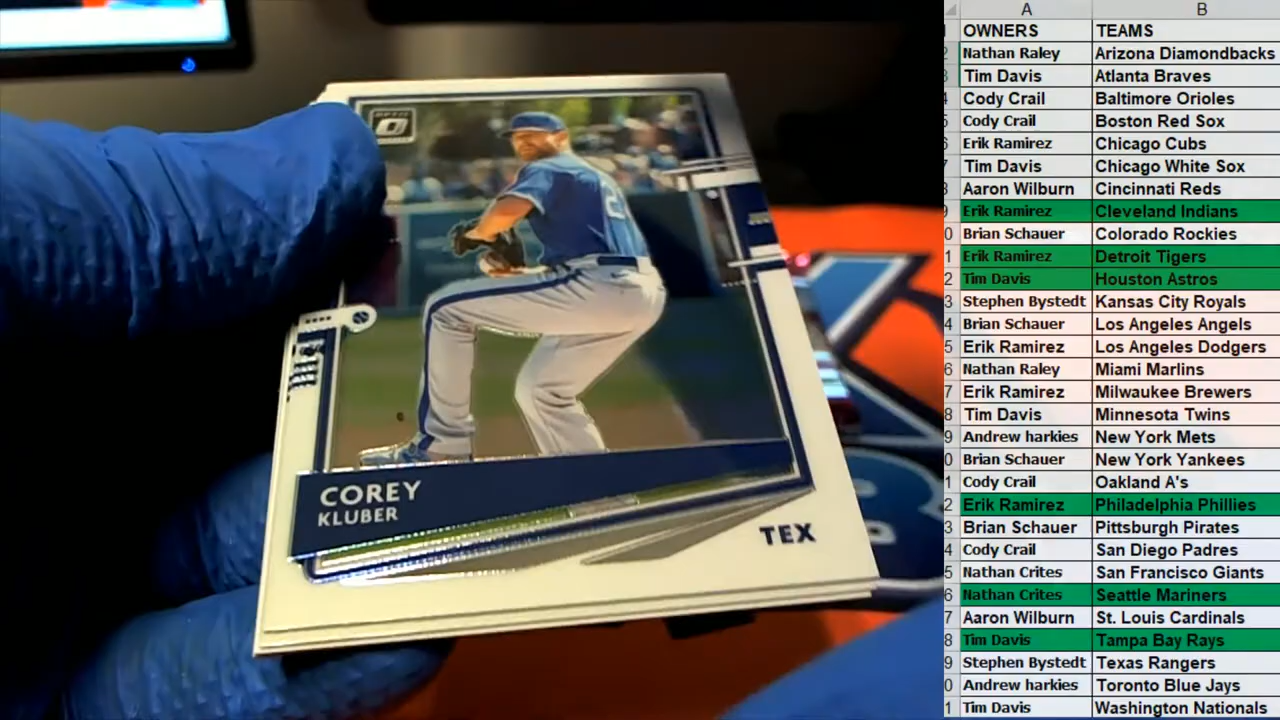 OPTIC
COREY
KLUBER
TEX
A B
OWNERS TEAMS
Nathan Raley Arizona Diamondbacks
Tim Davis Atlanta Braves
Cody Crail Baltimore Orioles
Cody Crail Boston Red Sox
Erik Ramirez Chicago Cubs
Tim Davis Chicago White Sox
Aaron Wilburn Cincinnati Reds
Erik Ramirez Cleveland Indians
Brian Schauer Colorado Rockies
Erik Ramirez Detroit Tigers
Tim Davis Houston Astros
Stephen Bystedt Kansas City Royals
Brian Schauer Los Angeles Angels
Erik Ramirez Los Angeles Dodgers
Nathan Raley Miami Marlins
Erik Ramirez Milwaukee Brewers
Tim Davis Minnesota Twins
Andrew harkies New York Mets
Brian Schauer New York Yankees
Cody Crail Oakland A's
Erik Ramirez Philadelphia Phillies
Brian Schauer Pittsburgh Pirates
Cody Crail San Diego Padres
Nathan Crites San Francisco Giants
Nathan Crites Seattle Mariners
Aaron Wilburn St. Louis Cardinals
Tim Davis Tampa Bay Rays
Stephen Bystedt Texas Rangers
Andrew harkies Toronto Blue Jays
Tim Davis Washington Nationals